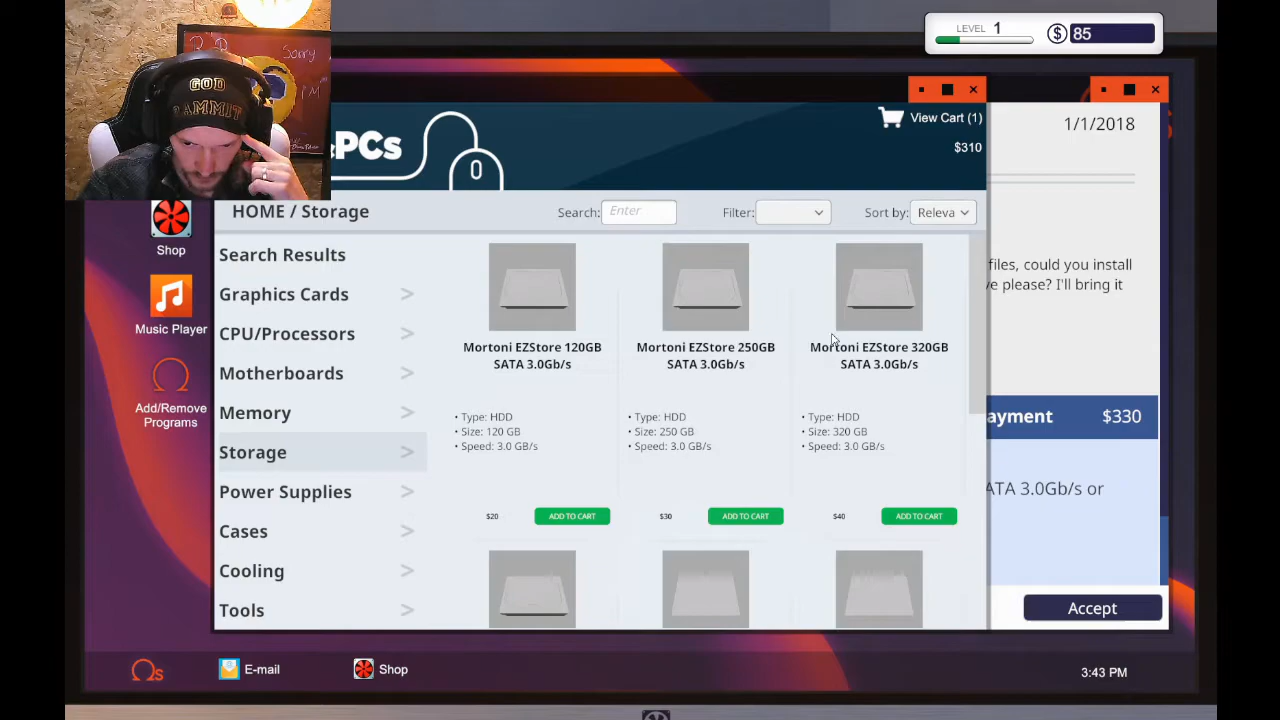 LEVEL 1
$ 85
GOD
DAMMIT
Sorry
PCs
View Cart (1)
$310
1/1/2018
HOME / Storage
Search: Enter
Filter:
Sort by: Releva
Shop
Music Player
Add/Remove
Programs
Search Results
Graphics Cards >
CPU/Processors >
Motherboards >
Memory >
Storage >
Power Supplies >
Cases >
Cooling >
Tools >
Mortoni EZStore 120GB
SATA 3.0Gb/s
• Type: HDD
• Size: 120 GB
• Speed: 3.0 GB/s
$20 ADD TO CART
Mortoni EZStore 250GB
SATA 3.0Gb/s
• Type: HDD
• Size: 250 GB
• Speed: 3.0 GB/s
$30 ADD TO CART
Mortoni EZStore 320GB
SATA 3.0Gb/s
• Type: HDD
• Size: 320 GB
• Speed: 3.0 GB/s
$40 ADD TO CART
files, could you install
ve please? I'll bring it
ayment $330
ATA 3.0Gb/s or
Accept
Ωs
E-mail
Shop
3:43 PM